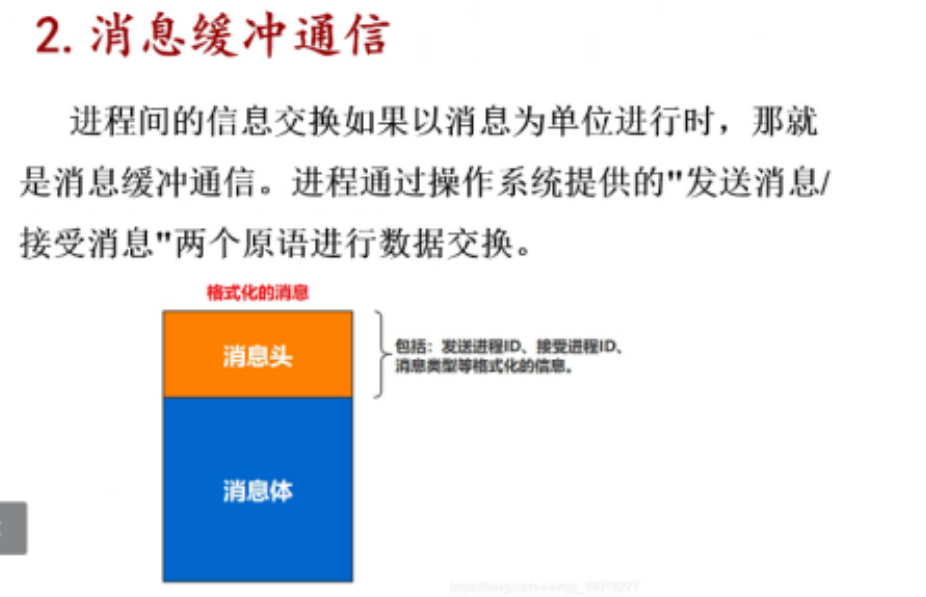 2. 消息缓冲通信
进程间的信息交换如果以消息为单位进行时，那就
是消息缓冲通信。进程通过操作系统提供的"发送消息/
接受消息"两个原语进行数据交换。
格式化的消息
消息头
包括：发送进程ID、接受进程ID、
消息类型等格式化的信息。
消息体